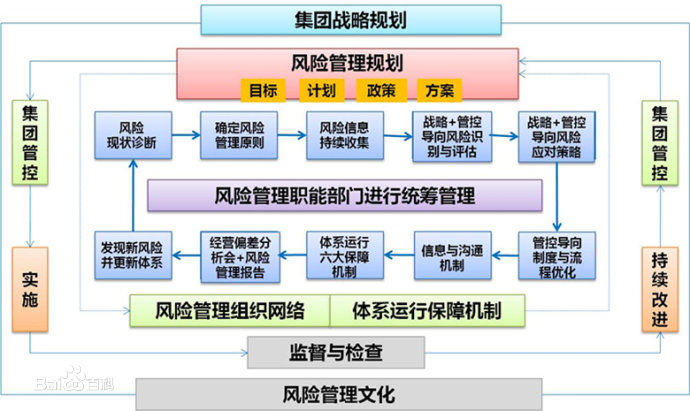 集团战略规划
风险管理规划
目标
计划
政策
方案
集团管控
集团管控
风险
现状诊断
确定风险
管理原则
风险信息
持续收集
战略+管控
导向风险识
别与评估
战略+管控
导向风险
应对策略
风险管理职能部门进行统筹管理
发现新风险
并更新体系
经营偏差分
析会+风险
管理报告
体系运行
六大保障
机制
信息与沟通
机制
管控导向
制度与流
程优化
实施
持续改进
风险管理组织网络
体系运行保障机制
监督与检查
Baidu百科
风险管理文化